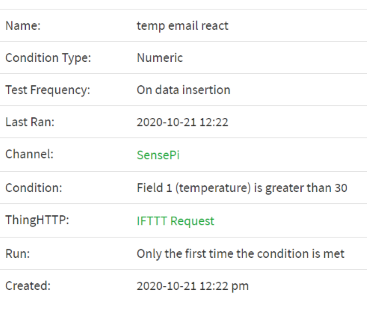 Name: temp email react
Condition Type: Numeric
Test Frequency: On data insertion
Last Ran: 2020-10-21 12:22
Channel: SensePi
Condition: Field 1 (temperature) is greater than 30
ThingHTTP: IFTTT Request
Run: Only the first time the condition is met
Created: 2020-10-21 12:22 pm